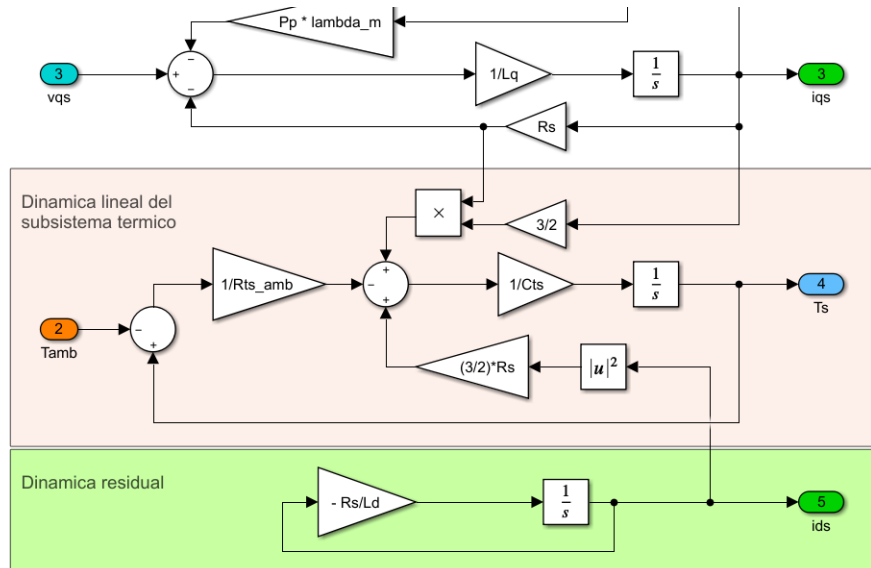 Pp * lambda_m
3
vqs
- - +
1/Lq
1
s
3
iqs
Rs
Dinamica lineal del
subsistema termico
×
3/2
1/Rts_amb
+ - +
1/Cts
1
s
4
Ts
2
Tamb
- +
(3/2)*Rs
|u|²
Dinamica residual
- Rs/Ld
1
s
5
ids